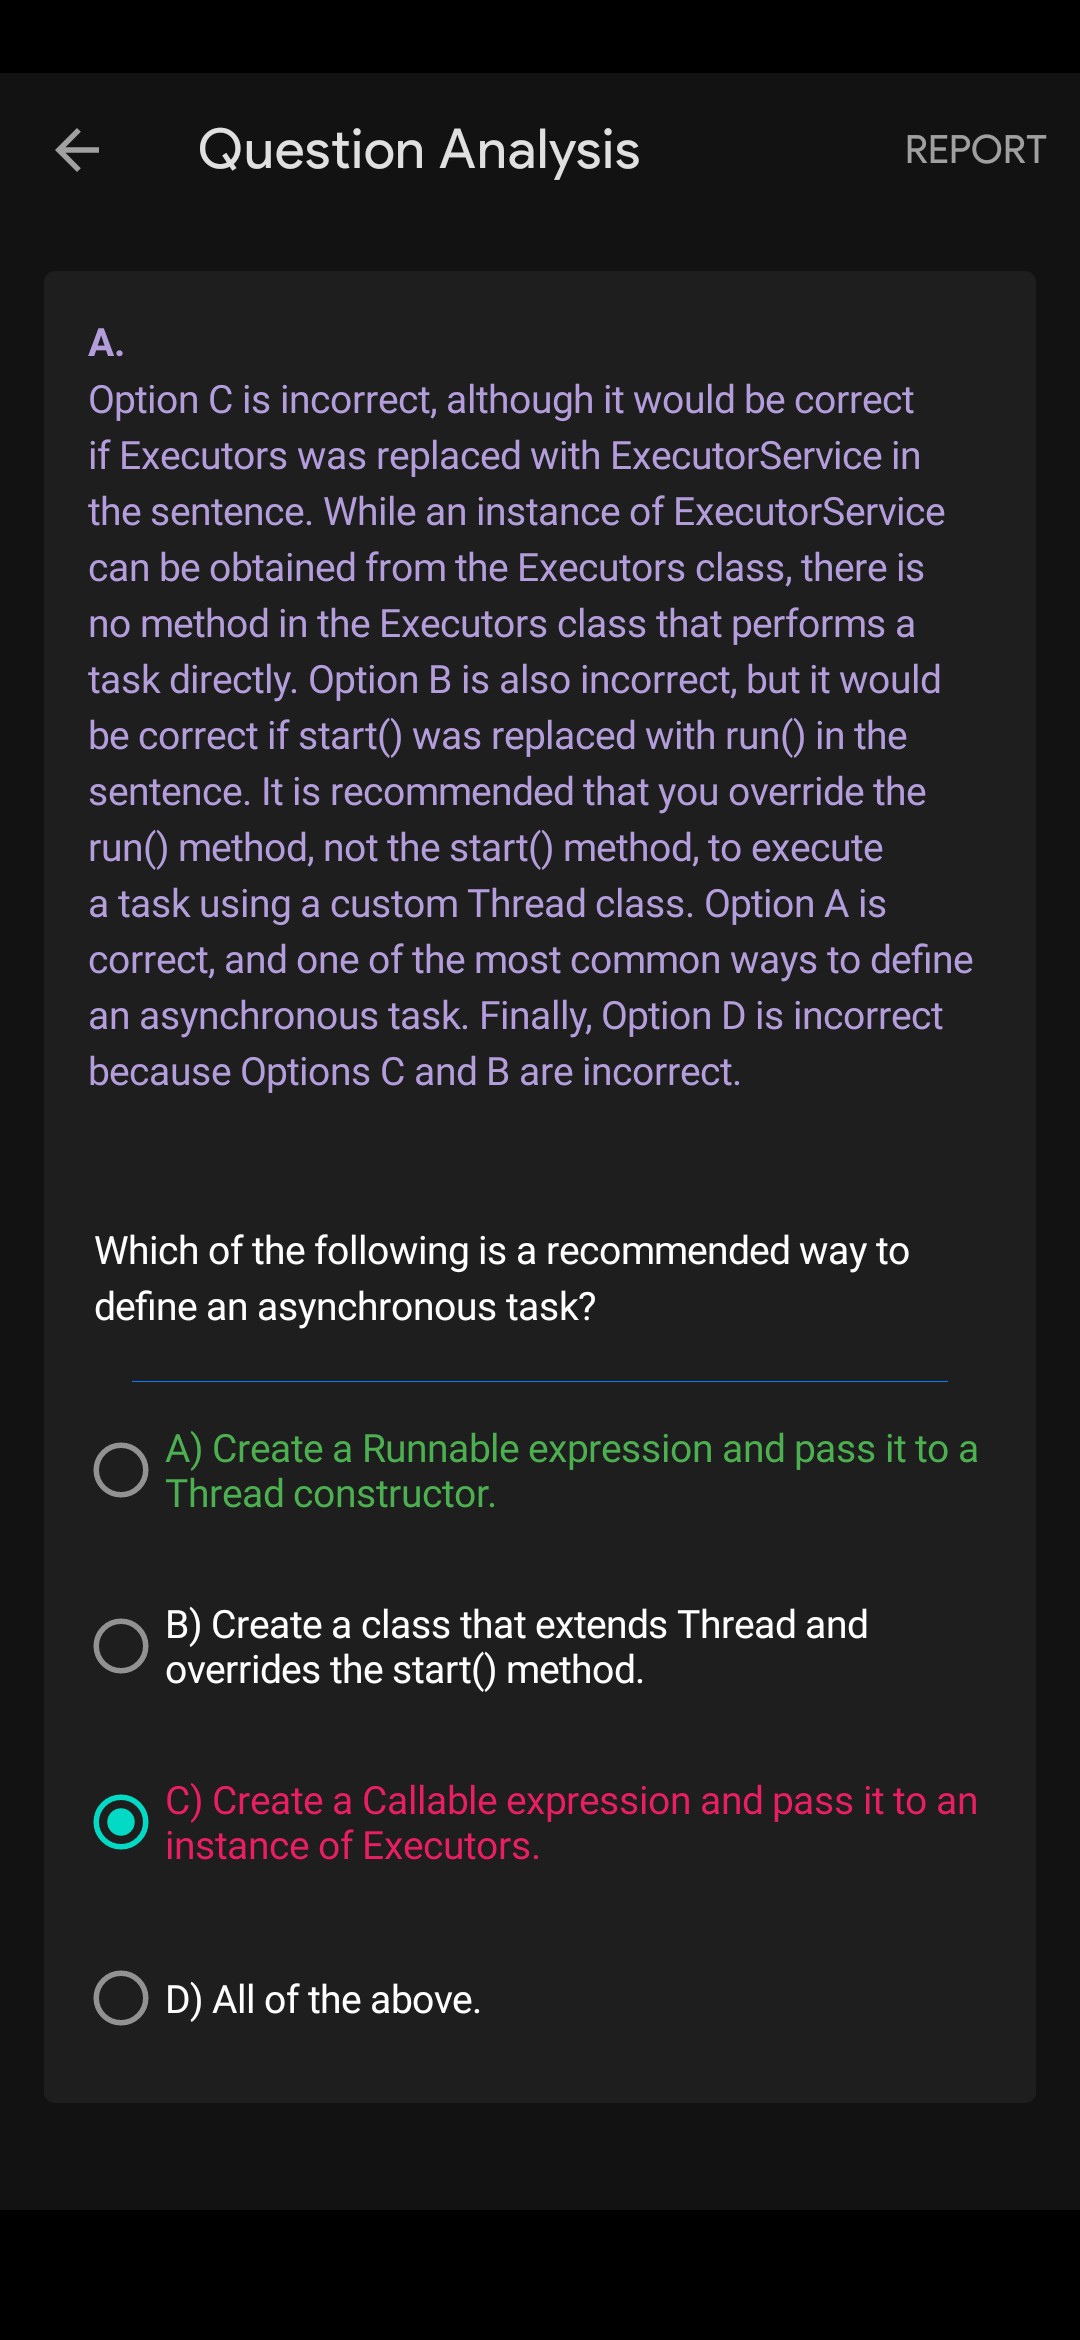 Question Analysis
REPORT
A.
Option C is incorrect, although it would be correct
if Executors was replaced with ExecutorService in
the sentence. While an instance of ExecutorService
can be obtained from the Executors class, there is
no method in the Executors class that performs a
task directly. Option B is also incorrect, but it would
be correct if start() was replaced with run() in the
sentence. It is recommended that you override the
run() method, not the start() method, to execute
a task using a custom Thread class. Option A is
correct, and one of the most common ways to define
an asynchronous task. Finally, Option D is incorrect
because Options C and B are incorrect.
Which of the following is a recommended way to
define an asynchronous task?
A) Create a Runnable expression and pass it to a
Thread constructor.
B) Create a class that extends Thread and
overrides the start() method.
C) Create a Callable expression and pass it to an
instance of Executors.
D) All of the above.